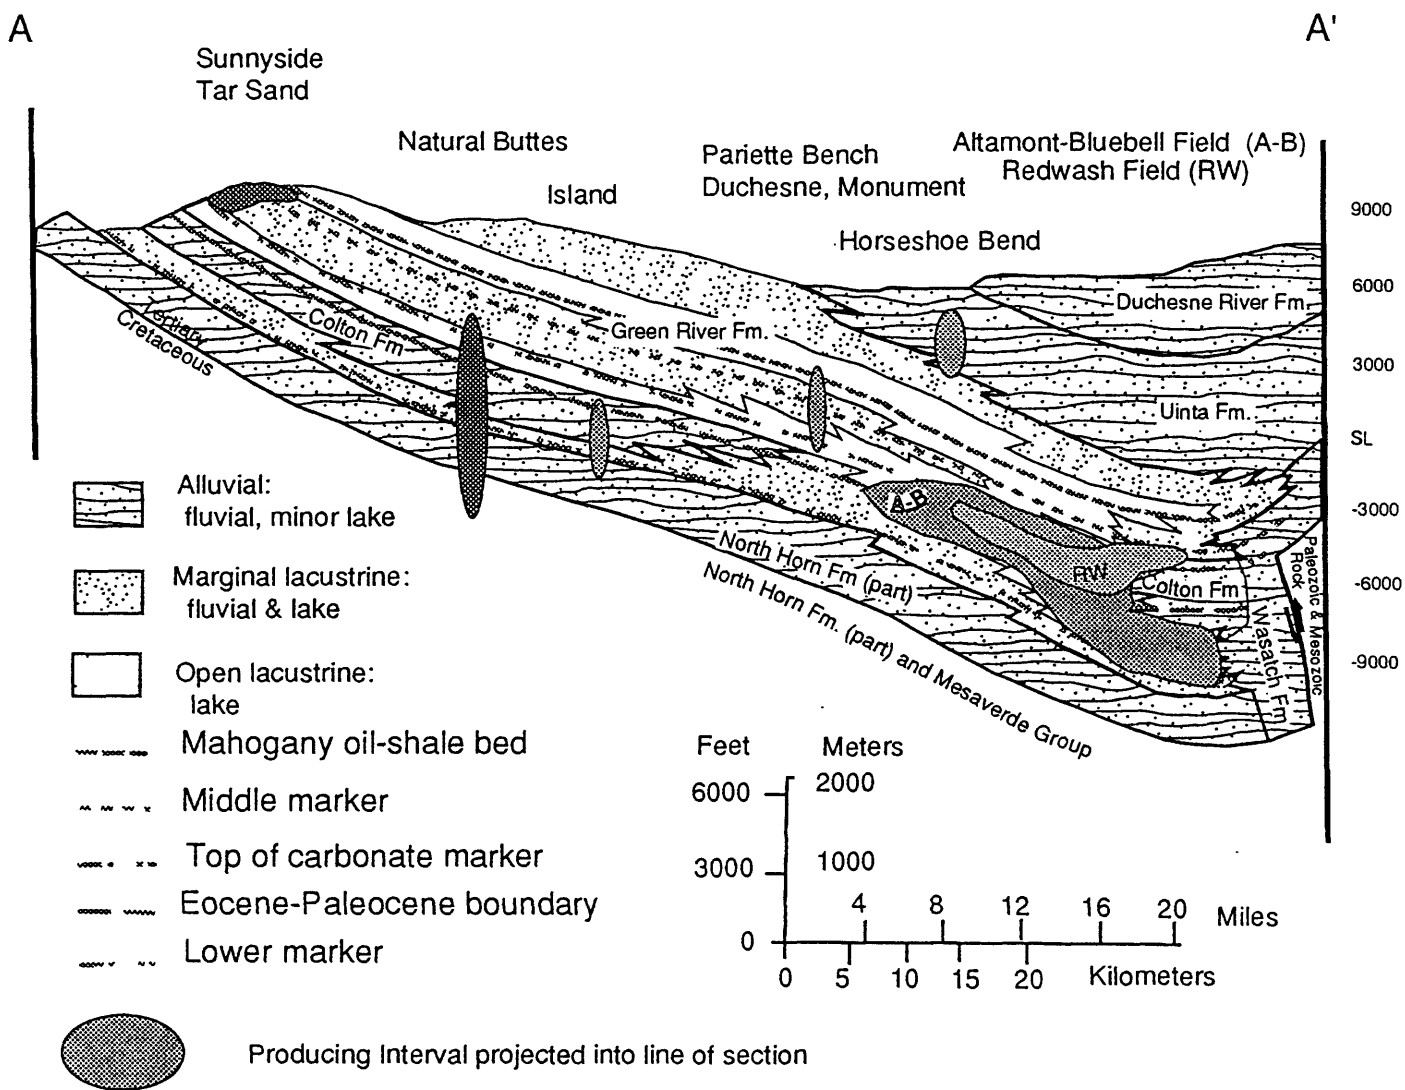 A
A'
Sunnyside
Tar Sand
Natural Buttes
Island
Pariette Bench
Duchesne, Monument
Altamont-Bluebell Field (A-B)
Redwash Field (RW)
Horseshoe Bend
9000
6000
3000
SL
-3000
-6000
-9000
Duchesne River Fm.
Uinta Fm.
Green River Fm.
Colton Fm
Tertiary
Cretaceous
A-B
RW
Colton Fm
Wasatch Fm
Paleozoic & Mesozoic
Rock
North Horn Fm (part)
North Horn Fm. (part) and Mesaverde Group
Alluvial:
fluvial, minor lake
Marginal lacustrine:
fluvial & lake
Open lacustrine:
lake
Mahogany oil-shale bed
Middle marker
Top of carbonate marker
Eocene-Paleocene boundary
Lower marker
Feet
Meters
6000
2000
3000
1000
0
4 8 12 16 20 Miles
0 5 10 15 20 Kilometers
Producing Interval projected into line of section